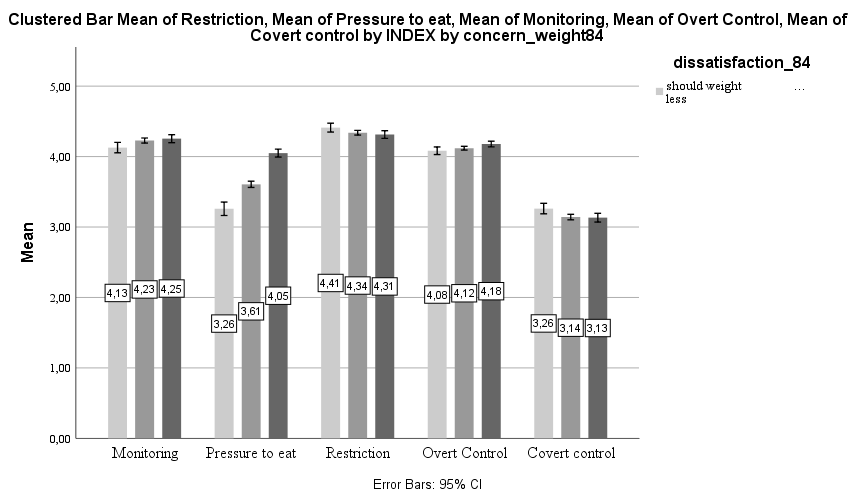 Clustered Bar Mean of Restriction, Mean of Pressure to eat, Mean of Monitoring, Mean of Overt Control, Mean of
Covert control by INDEX by concern_weight84
dissatisfaction_84
should weight ...
less
Mean
5,00
4,00
3,00
2,00
1,00
0,00
4,13 4,23 4,25
3,26 3,61 4,05
4,41 4,34 4,31
4,08 4,12 4,18
3,26 3,14 3,13
Monitoring Pressure to eat Restriction Overt Control Covert control
Error Bars: 95% CI